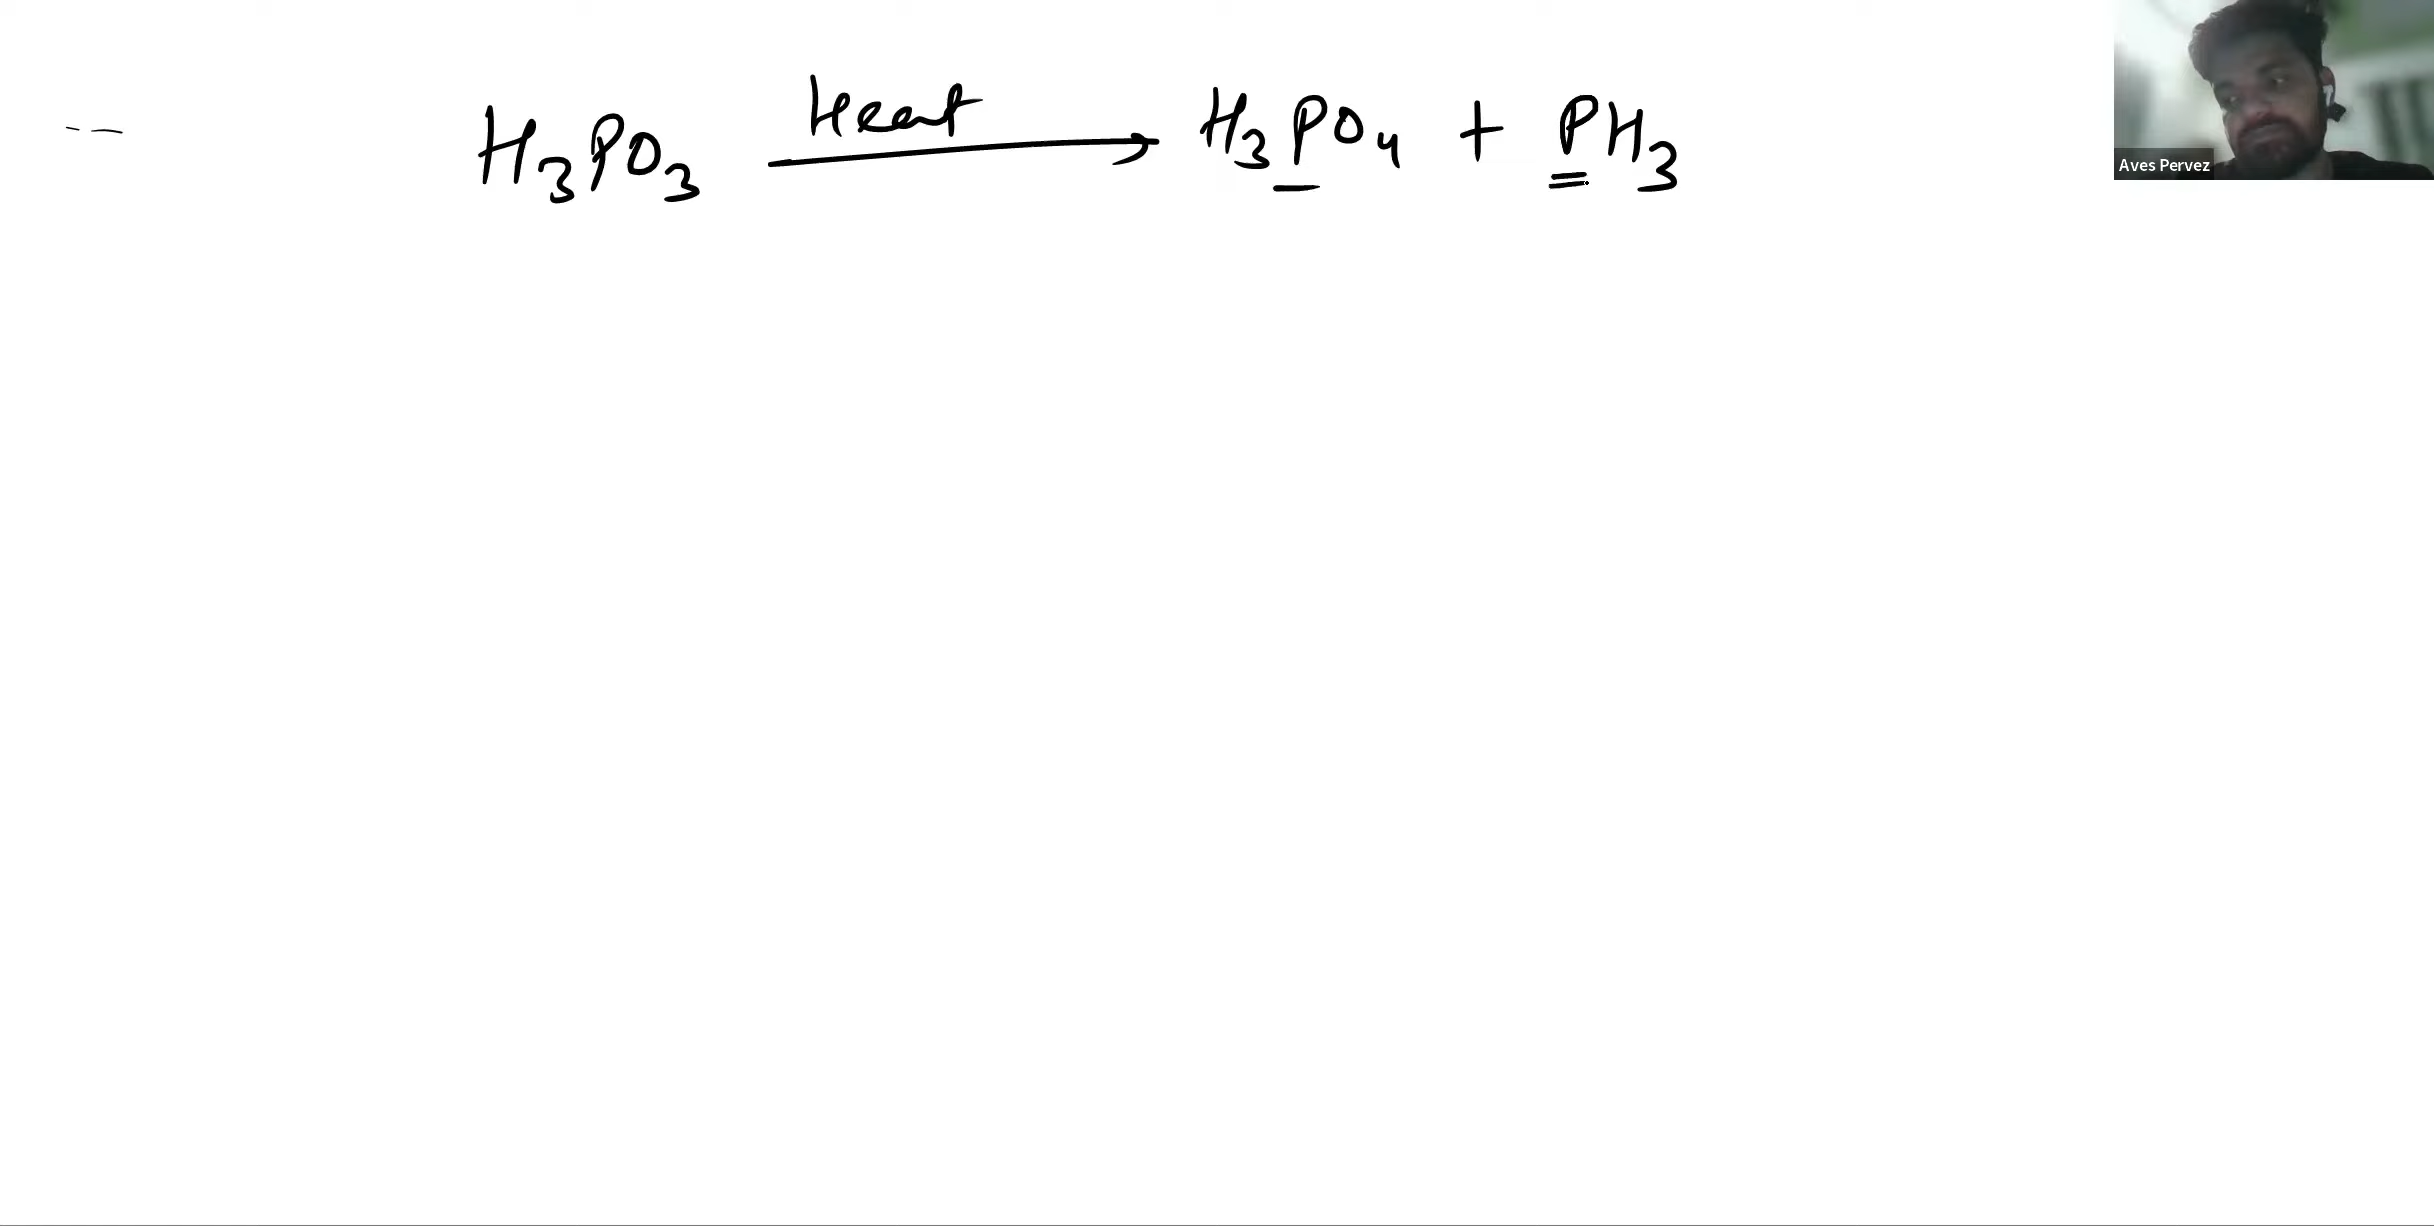 H₃PO₃ Heat → H₃PO₄ + PH₃
Aves Pervez